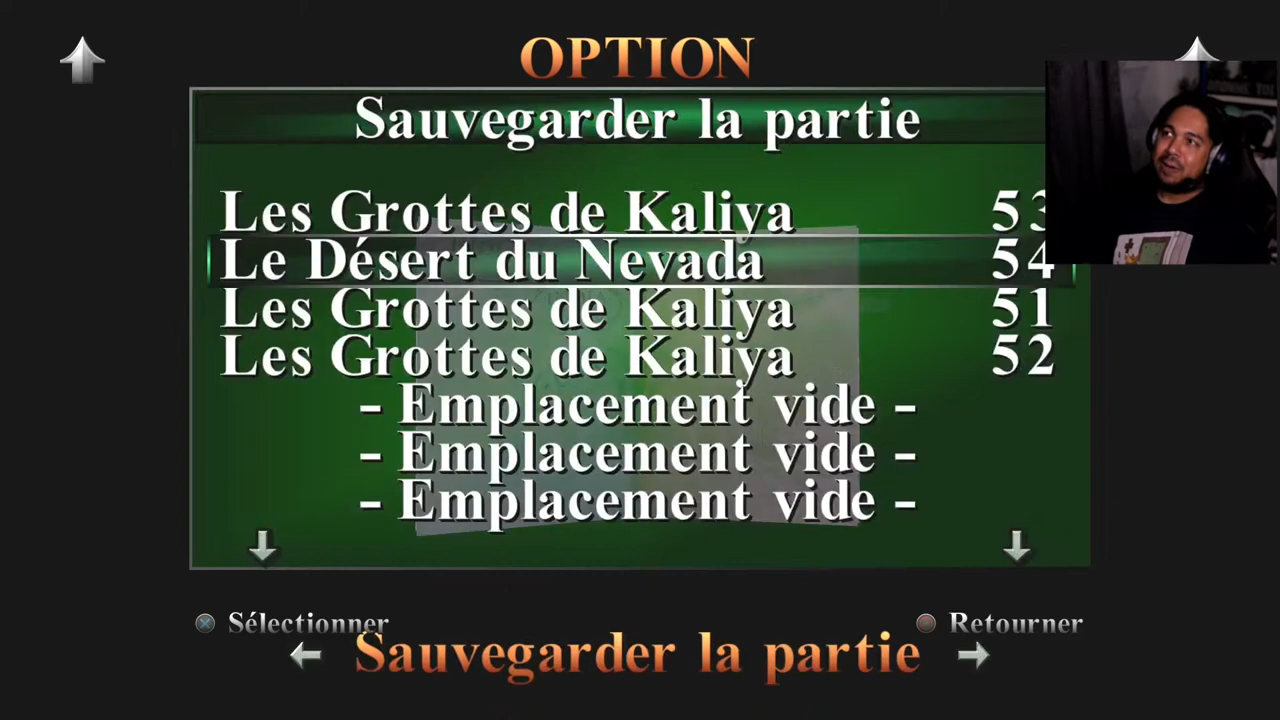 OPTION
Sauvegarder la partie
Les Grottes de Kaliya 53
Le Désert du Nevada 54
Les Grottes de Kaliya 51
Les Grottes de Kaliya 52
- Emplacement vide -
- Emplacement vide -
- Emplacement vide -
Sélectionner Retourner
Sauvegarder la partie